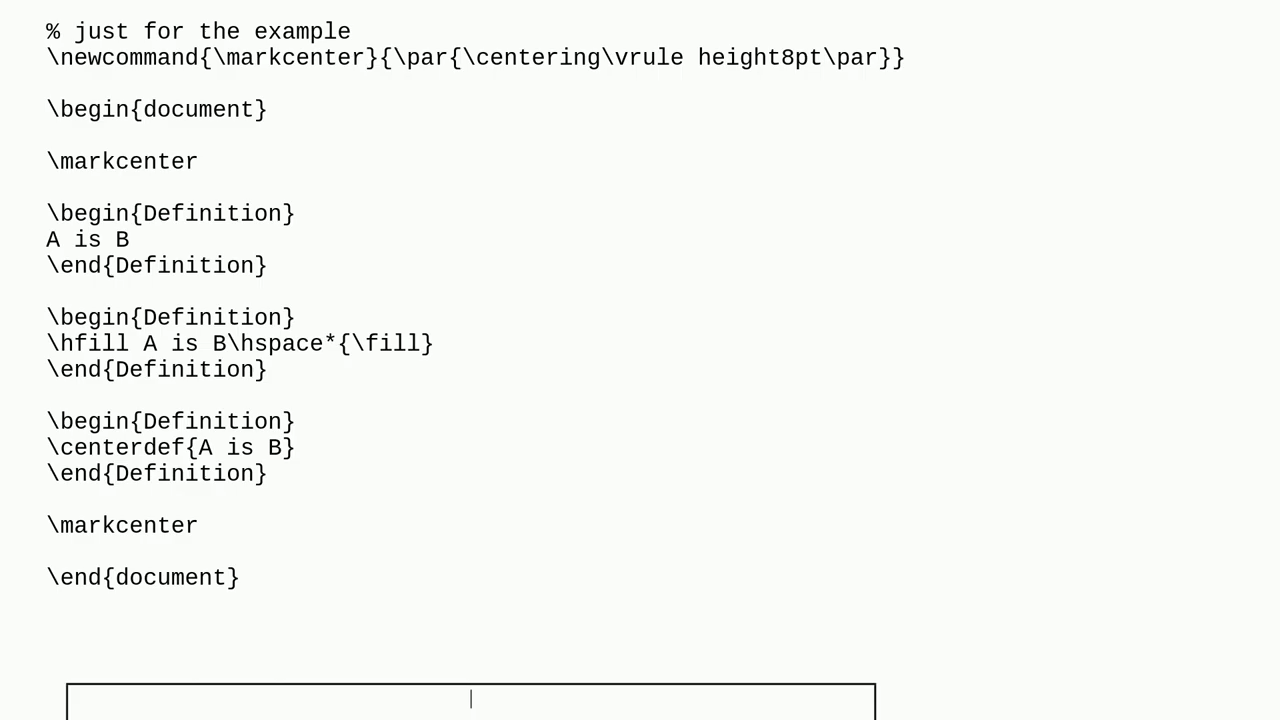 % just for the example
\newcommand{\markcenter}{\par{\centering\vrule height8pt\par}}
\begin{document}
\markcenter
\begin{Definition}
A is B
\end{Definition}
\begin{Definition}
\hfill A is B\hspace*{\fill}
\end{Definition}
\begin{Definition}
\centerdef{A is B}
\end{Definition}
\markcenter
\end{document}